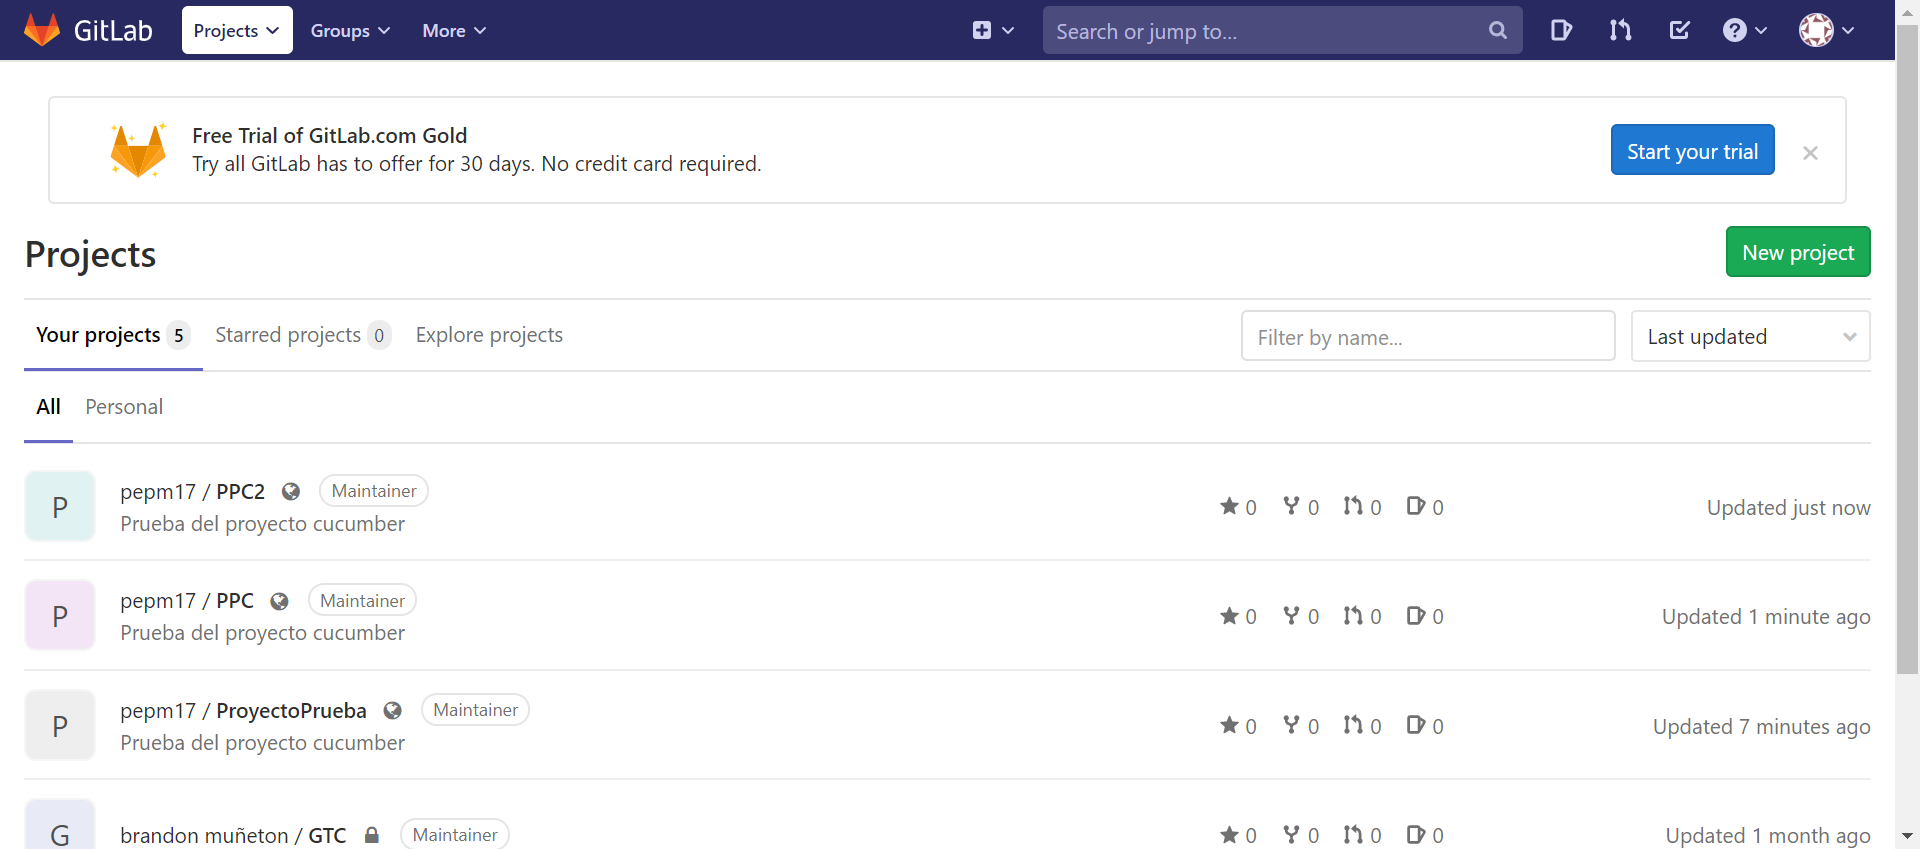 GitLab Projects Groups More Search or jump to...
Free Trial of GitLab.com Gold
Try all GitLab has to offer for 30 days. No credit card required.
Start your trial
Projects
New project
Your projects 5 Starred projects 0 Explore projects Filter by name... Last updated
All Personal
P pepm17 / PPC2 Maintainer
Prueba del proyecto cucumber
0 0 0 0 Updated just now
P pepm17 / PPC Maintainer
Prueba del proyecto cucumber
0 0 0 0 Updated 1 minute ago
P pepm17 / ProyectoPrueba Maintainer
Prueba del proyecto cucumber
0 0 0 0 Updated 7 minutes ago
G brandon muñeton / GTC Maintainer
0 0 0 0 Updated 1 month ago